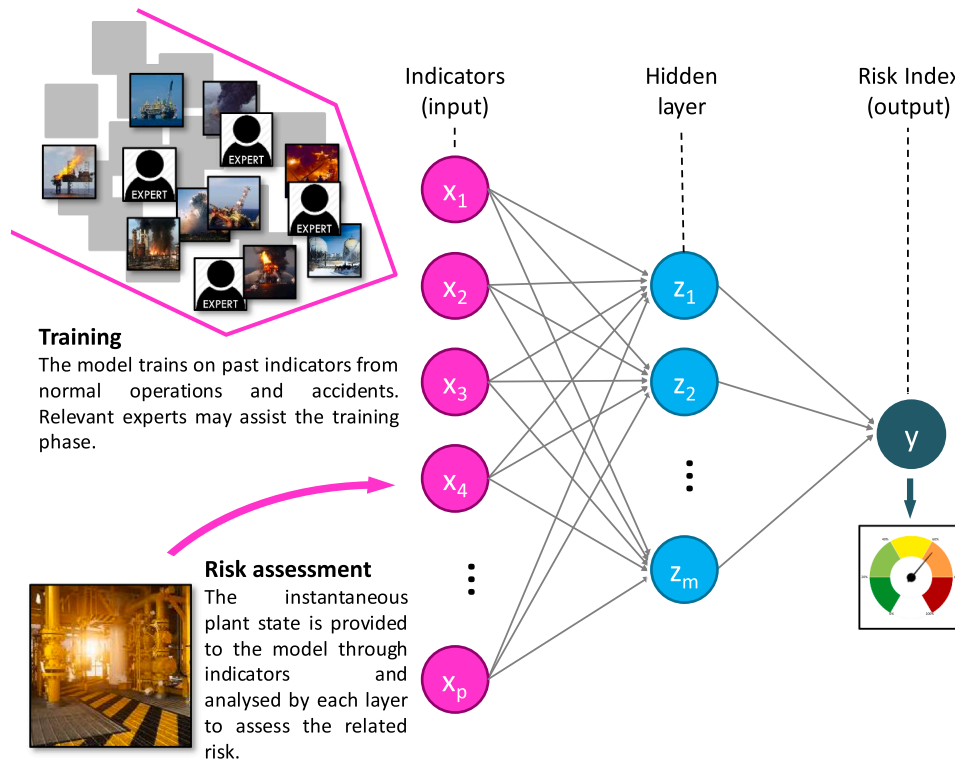 EXPERT
EXPERT
EXPERT
EXPERT
Training
The model trains on past indicators from
normal operations and accidents.
Relevant experts may assist the training
phase.
Risk assessment
The instantaneous
plant state is provided
to the model through
indicators and
analysed by each layer
to assess the related
risk.
Indicators
(input)
Hidden
layer
Risk Index
(output)
x₁
x₂
x₃
x₄
⋮
xₚ
z₁
z₂
⋮
zₘ
y